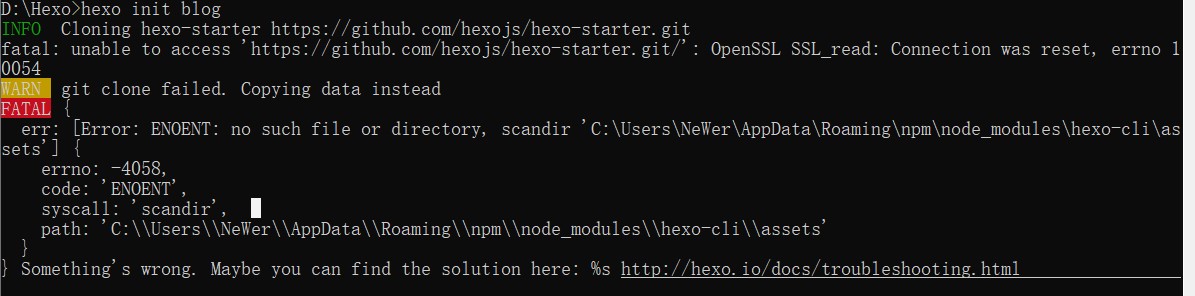 D:\Hexo>hexo init blog
INFO  Cloning hexo-starter https://github.com/hexojs/hexo-starter.git
fatal: unable to access 'https://github.com/hexojs/hexo-starter.git/': OpenSSL SSL_read: Connection was reset, errno 1
0054
WARN  git clone failed. Copying data instead
FATAL {
  err: [Error: ENOENT: no such file or directory, scandir 'C:\Users\NeWer\AppData\Roaming\npm\node_modules\hexo-cli\as
sets'] {
    errno: -4058,
    code: 'ENOENT',
    syscall: 'scandir',
    path: 'C:\\Users\\NeWer\\AppData\\Roaming\\npm\\node_modules\\hexo-cli\\assets'
  }
} Something's wrong. Maybe you can find the solution here: %s http://hexo.io/docs/troubleshooting.html